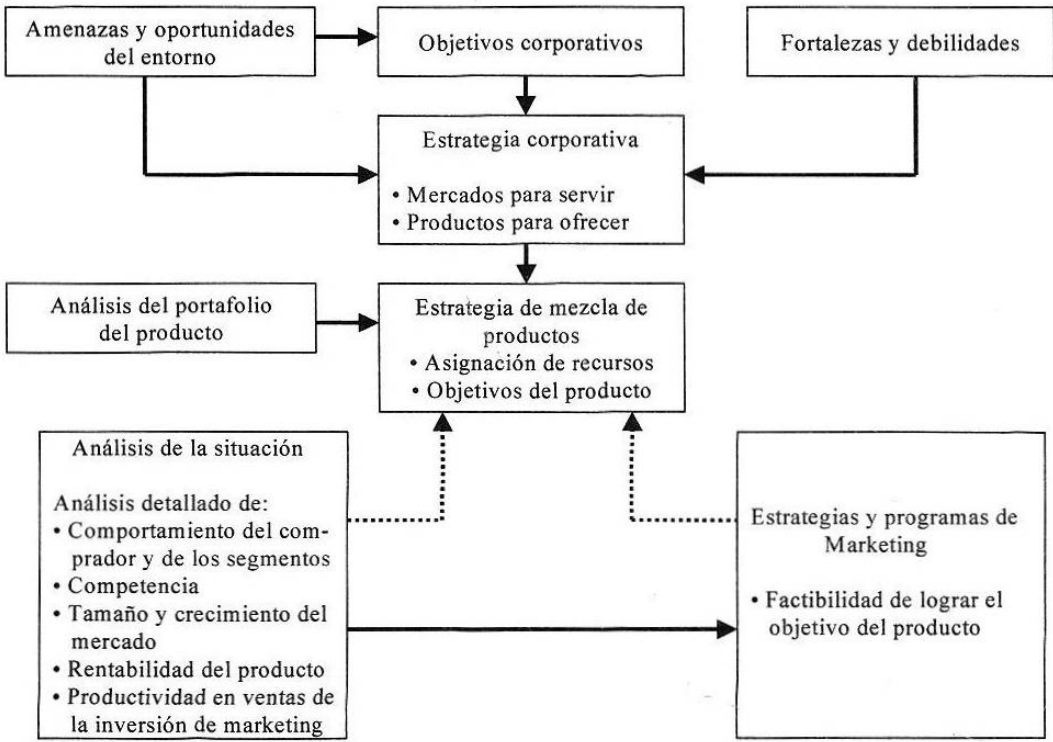 Amenazas y oportunidades
del entorno
Objetivos corporativos
Fortalezas y debilidades
Estrategia corporativa
• Mercados para servir
• Productos para ofrecer
Análisis del portafolio
del producto
Estrategia de mezcla de
productos
• Asignación de recursos
• Objetivos del producto
Análisis de la situación
Análisis detallado de:
• Comportamiento del com-
prador y de los segmentos
• Competencia
• Tamaño y crecimiento del
mercado
• Rentabilidad del producto
• Productividad en ventas de
la inversión de marketing
Estrategias y programas de
Marketing
• Factibilidad de lograr el
objetivo del producto